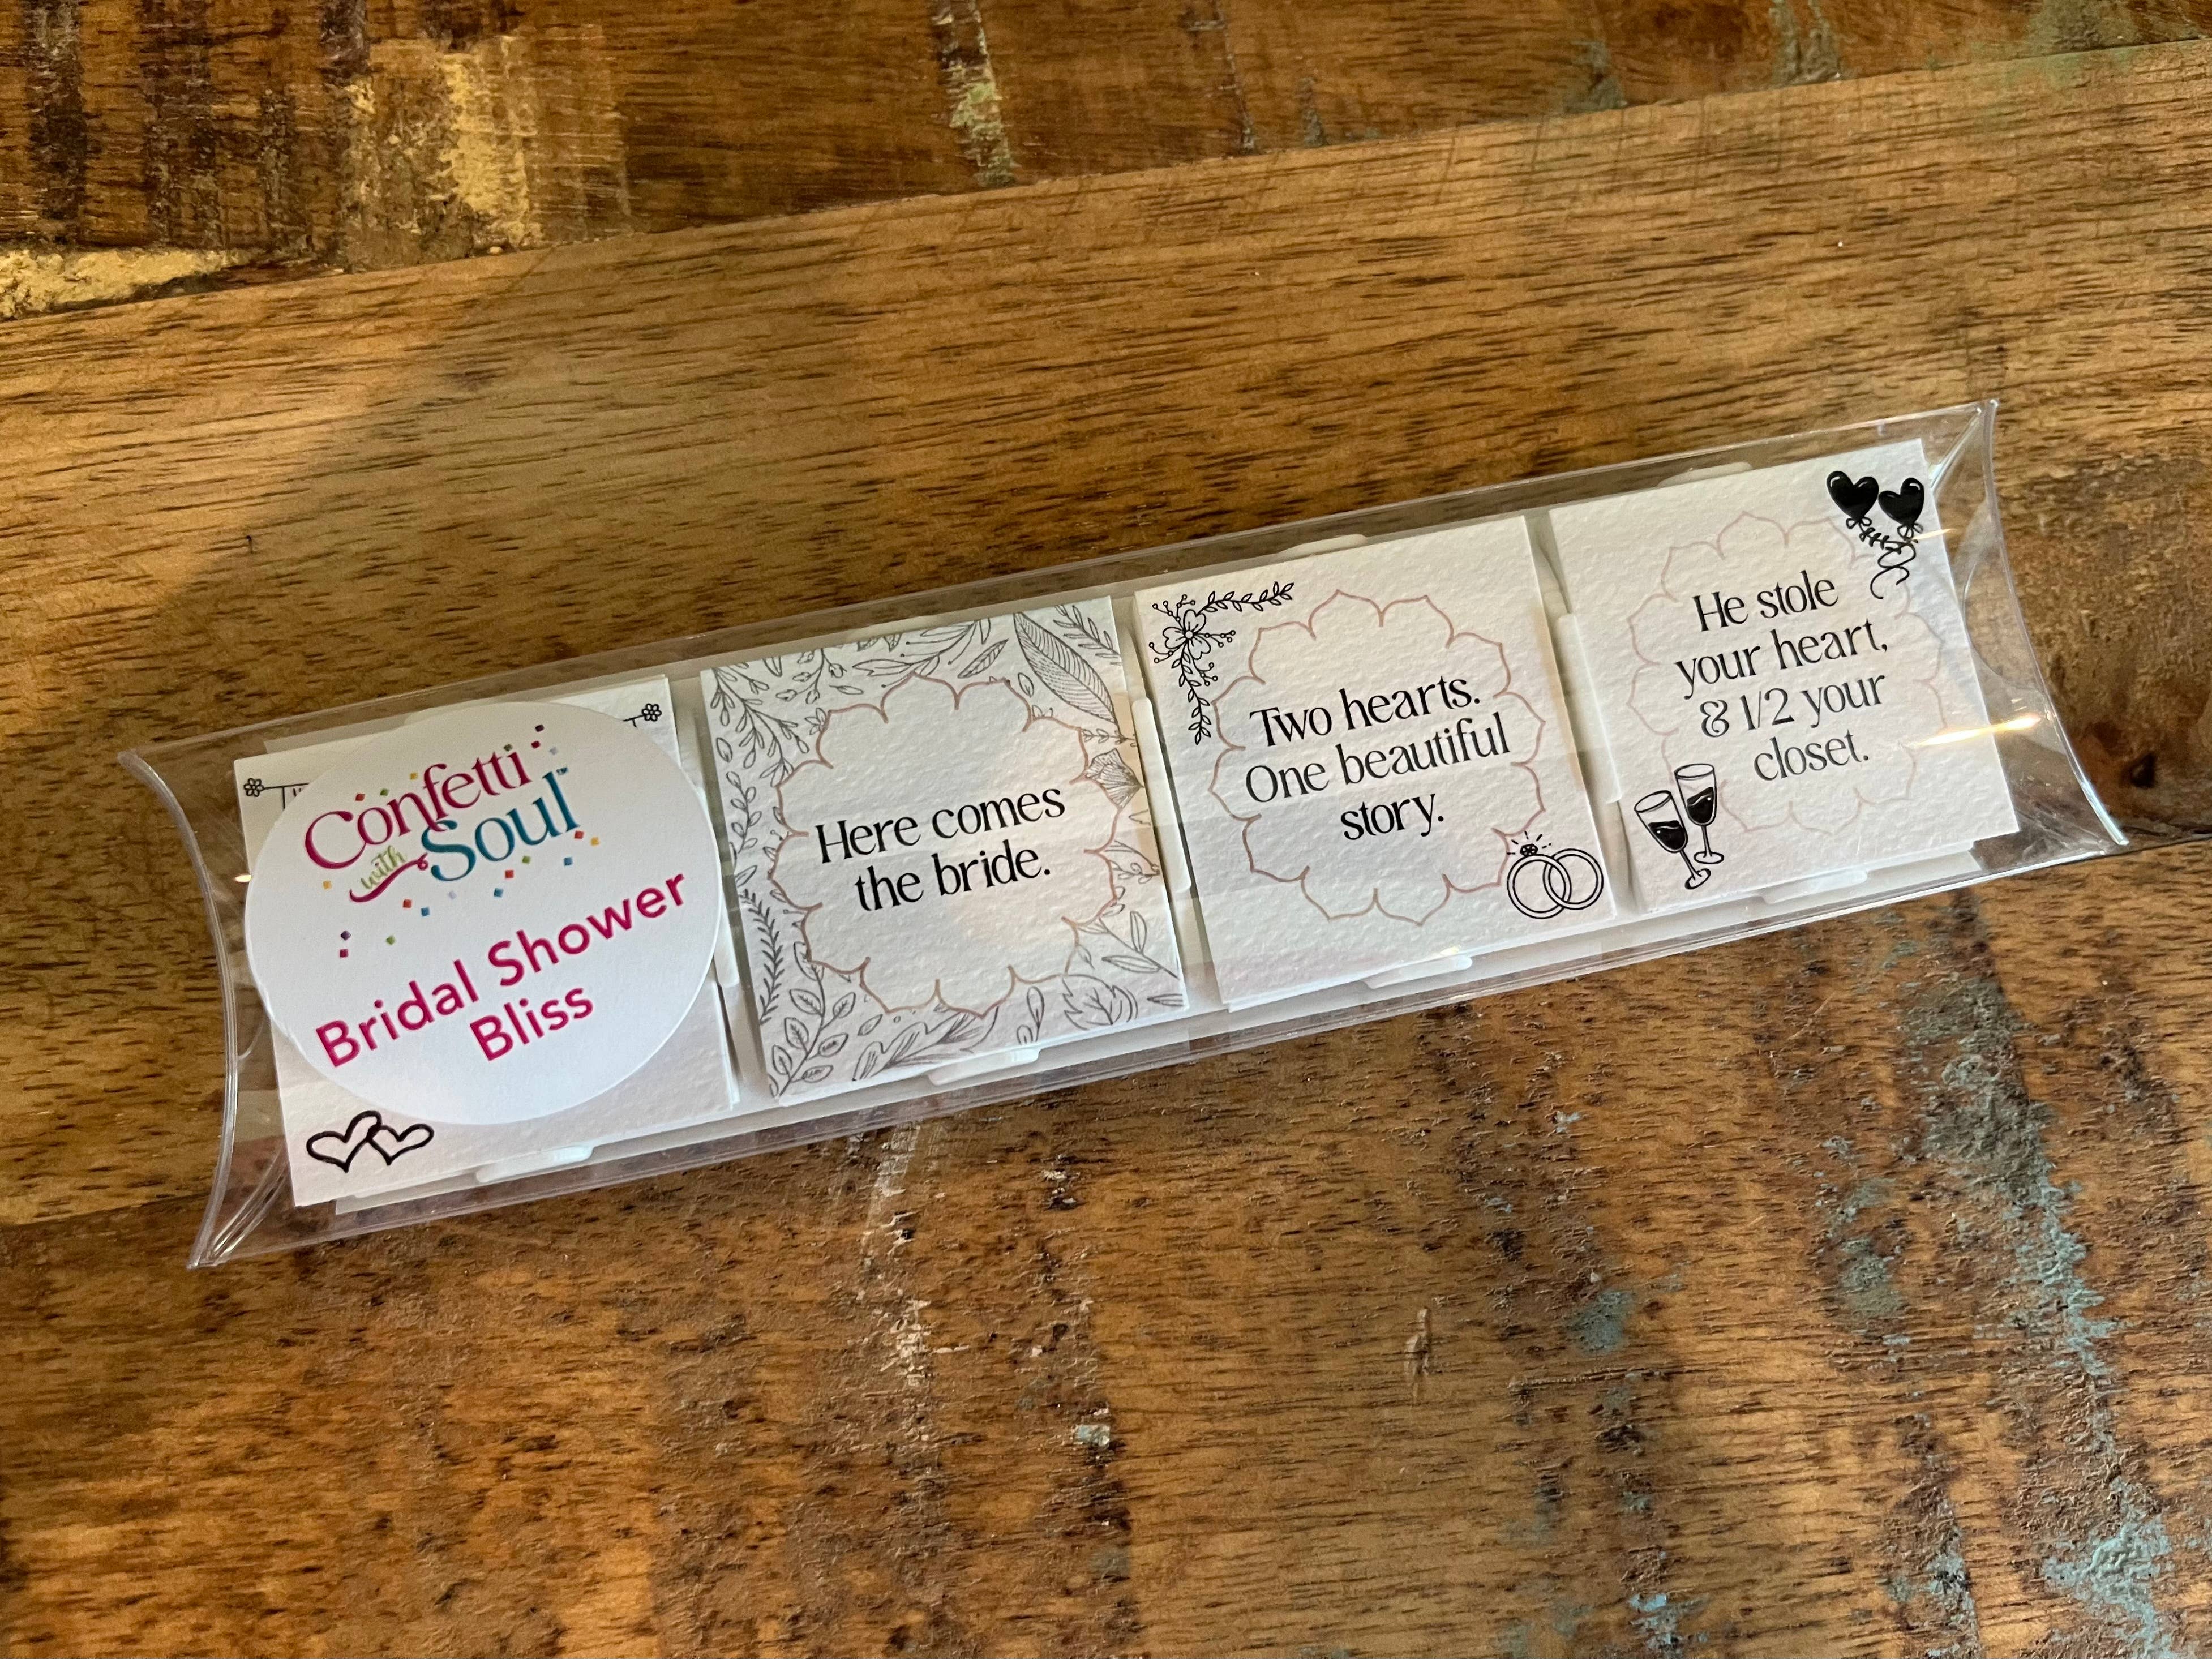 Confetti
with Soul™
Bridal Shower
Bliss
Here comes
the bride.
Two hearts.
One beautiful
story.
He stole
your heart,
& 1/2 your
closet.